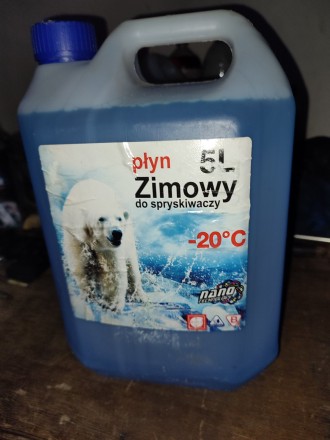 płyn 5L
Zimowy
do spryskiwaczy
-20°C
nano